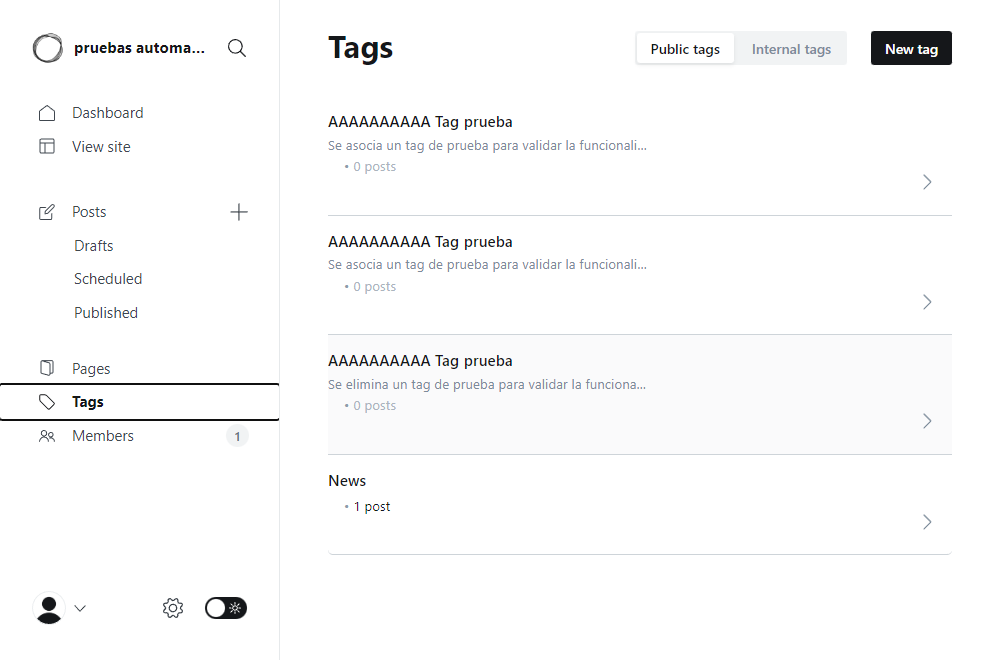 pruebas automa...
Dashboard
View site
Posts
Drafts
Scheduled
Published
Pages
Tags
Members 1
Tags
Public tags Internal tags New tag
AAAAAAAAAA Tag prueba
Se asocia un tag de prueba para validar la funcionali...
• 0 posts
AAAAAAAAAA Tag prueba
Se asocia un tag de prueba para validar la funcionali...
• 0 posts
AAAAAAAAAA Tag prueba
Se elimina un tag de prueba para validar la funciona...
• 0 posts
News
• 1 post